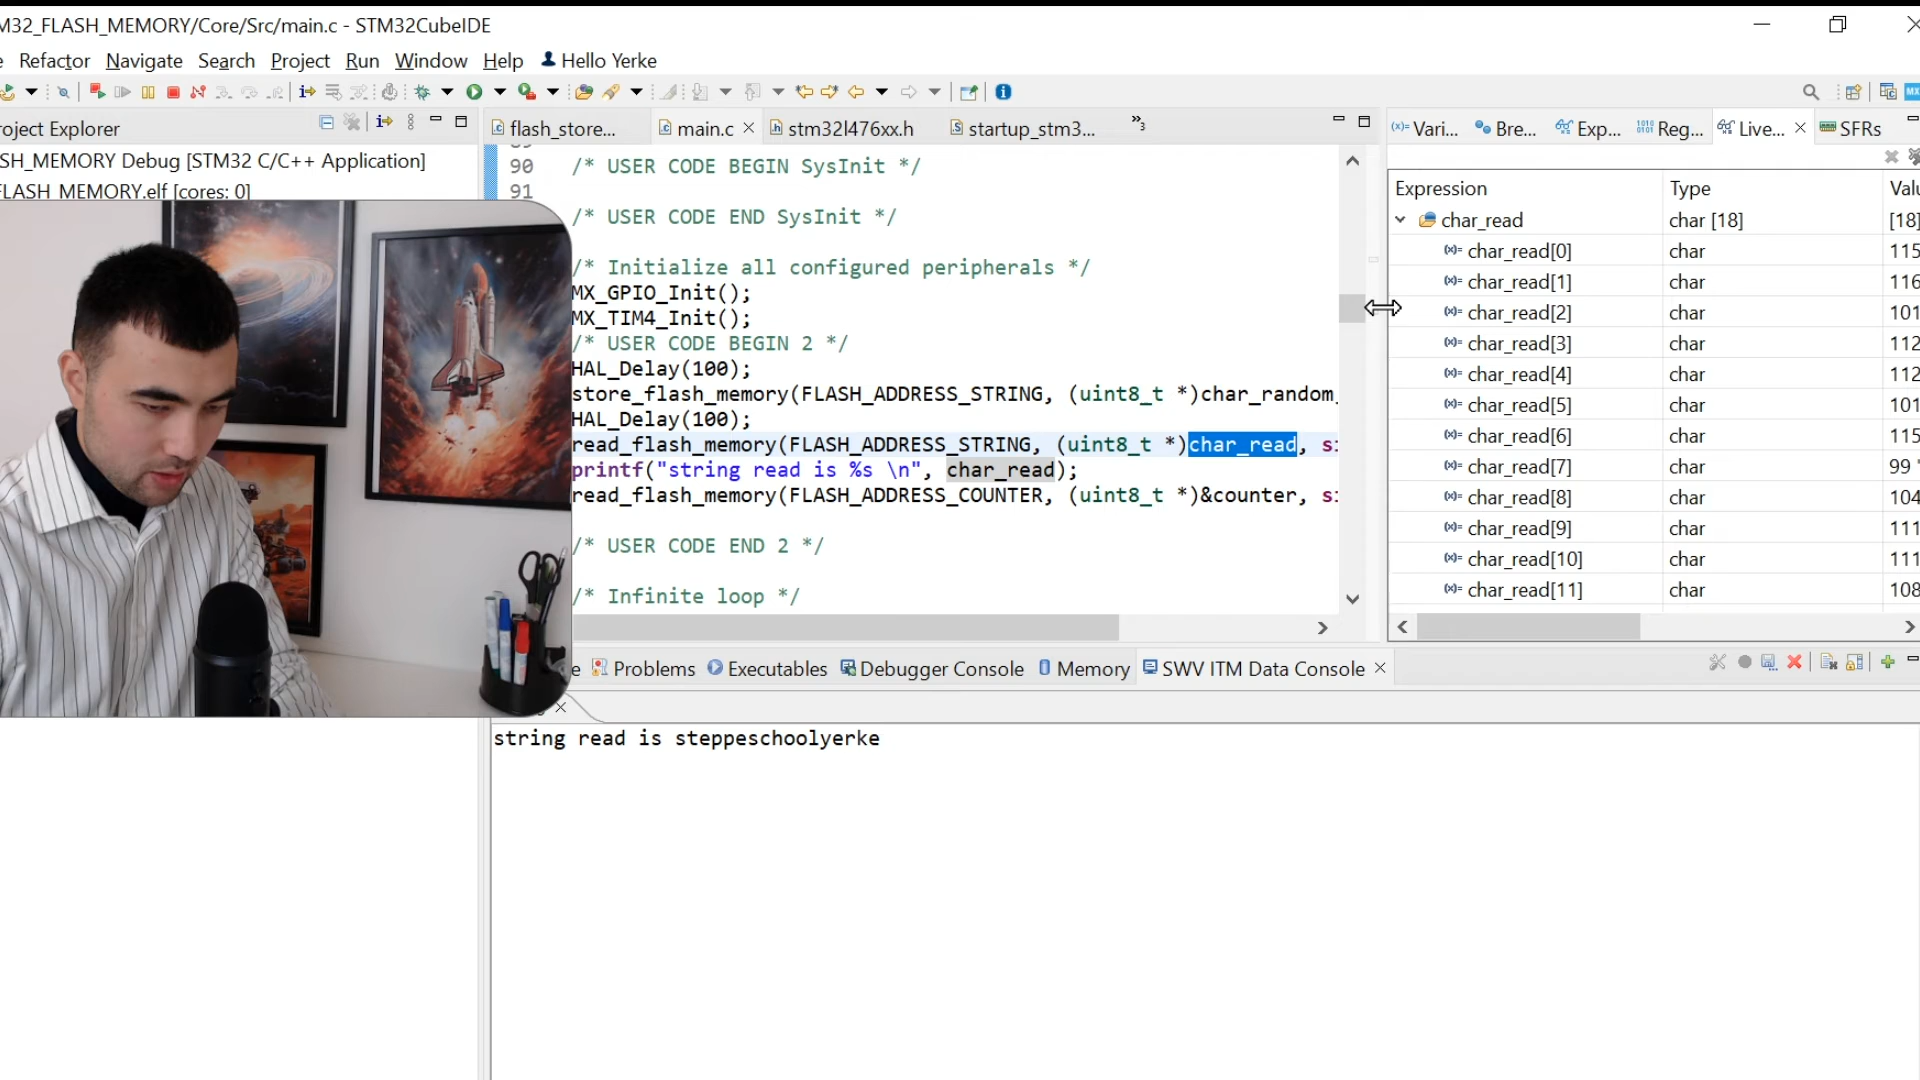 M32_FLASH_MEMORY/Core/Src/main.c - STM32CubeIDE
Refactor Navigate Search Project Run Window Help Hello Yerke
roject Explorer
SH_MEMORY Debug [STM32 C/C++ Application]
FLASH_MEMORY.elf [cores: 0]
flash_store...
main.c
stm32l476xx.h
startup_stm3...
3
90 /* USER CODE BEGIN SysInit */
91
/* USER CODE END SysInit */
/* Initialize all configured peripherals */
MX_GPIO_Init();
MX_TIM4_Init();
/* USER CODE BEGIN 2 */
HAL_Delay(100);
store_flash_memory(FLASH_ADDRESS_STRING, (uint8_t *)char_random_
HAL_Delay(100);
read_flash_memory(FLASH_ADDRESS_STRING, (uint8_t *)char_read, si
printf("string read is %s \n", char_read);
read_flash_memory(FLASH_ADDRESS_COUNTER, (uint8_t *)&counter, si
/* USER CODE END 2 */
/* Infinite loop */
Vari... Bre... Exp... Reg... Live... SFRs
Expression Type Valu
char_read char [18] [18]
char_read[0] char 115
char_read[1] char 116
char_read[2] char 101
char_read[3] char 112
char_read[4] char 112
char_read[5] char 101
char_read[6] char 115
char_read[7] char 99 '
char_read[8] char 104
char_read[9] char 111
char_read[10] char 111
char_read[11] char 108
e Problems Executables Debugger Console Memory SWV ITM Data Console
string read is steppeschoolyerke